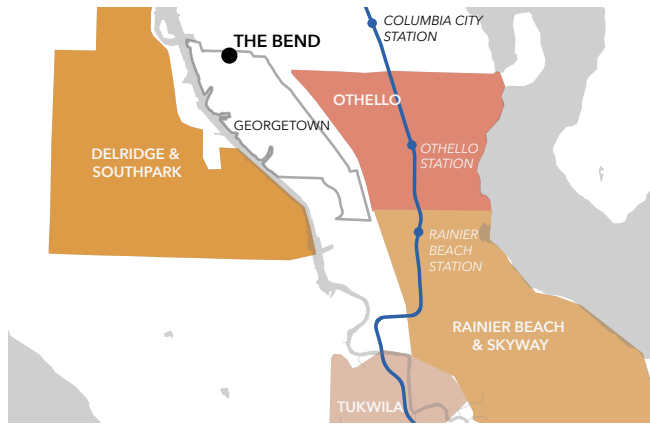 COLUMBIA CITY
STATION
THE BEND
OTHELLO
GEORGETOWN
DELRIDGE &
SOUTHPARK
OTHELLO
STATION
RAINIER
BEACH
STATION
RAINIER BEACH
& SKYWAY
TUKWILA